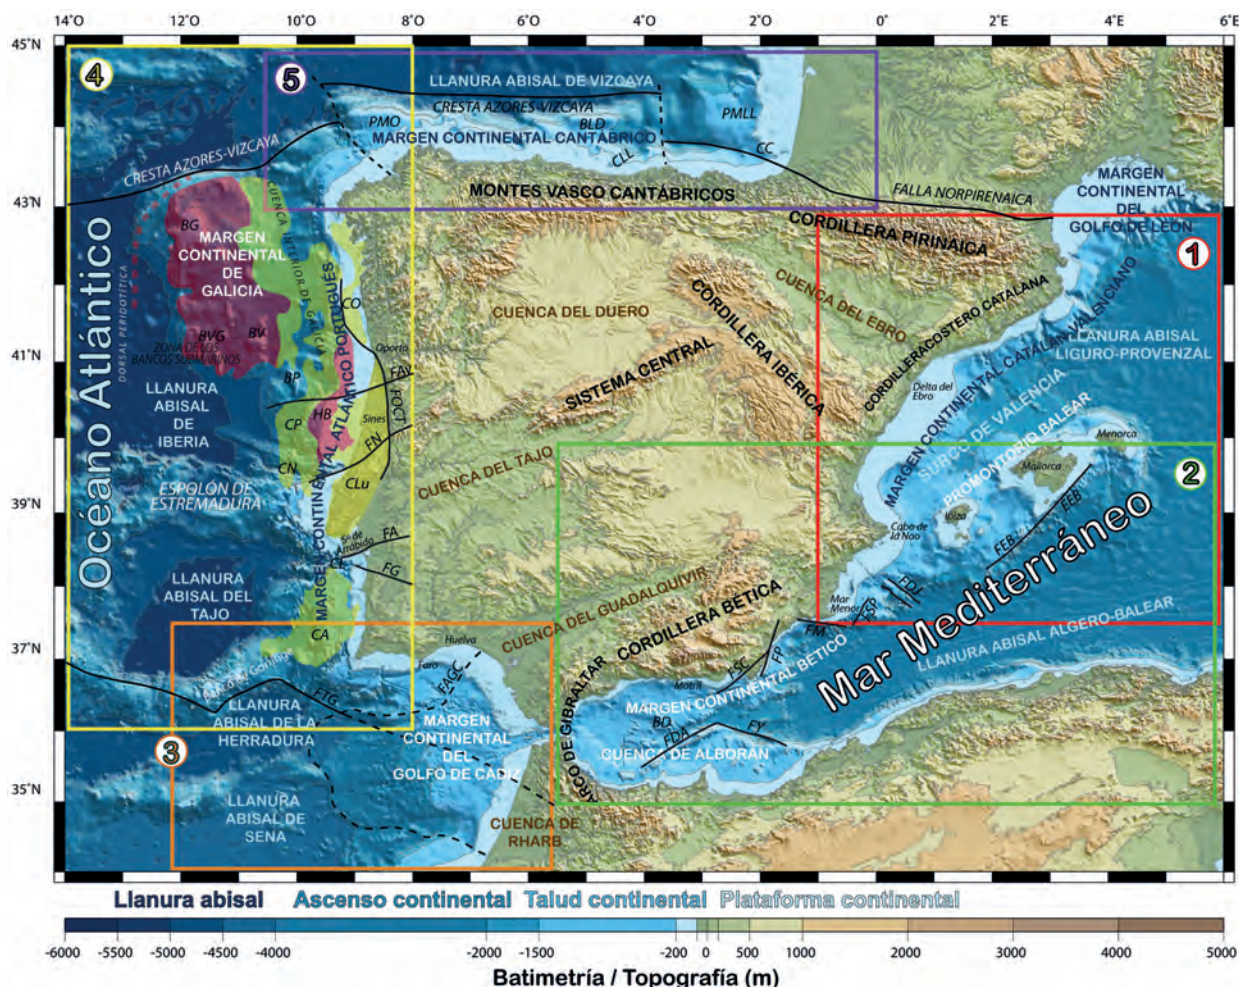 14°O 12°O 10°O 8°O 6°O 4°O 2°O 0° 2°E 4°E 6°E
45°N
43°N
41°N
39°N
37°N
35°N
4
5
LLANURA ABISAL DE VIZCAYA
CRESTA AZORES-VIZCAYA
PMO
BLD
PMLL
MARGEN CONTINENTAL CANTÁBRICO
CLL
CC
CRESTA AZORES-VIZCAYA
MONTES VASCO CANTÁBRICOS
FALLA NORPIRENAICA
MARGEN
CONTINENTAL
DEL
GOLFO DE LEÓN
CORDILLERA PIRINAICA
1
Océano Atlántico
BG
MARGEN
CONTINENTAL
DE
GALICIA
CUENCA INTERIOR DE GALICIA
DORSAL PERIDOTÍTICA
BVG
BV
ZONA DE LOS
BANCOS SUBMARINOS
CO
Oporto
MARGEN CONTINENTAL ATLÁNTICO PORTUGUÉS
CUENCA DEL DUERO
CORDILLERA IBÉRICA
CUENCA DEL EBRO
CORDILLERACOSTERO CATALANA
MARGEN CONTINENTAL CATALÁN-VALENCIANO
LLANURA ABISAL
LIGURO-PROVENZAL
SISTEMA CENTRAL
Delta del
Ebro
SURCO DE VALENCIA
PROMONTORIO BALEAR
Menorca
Mallorca
Ibiza
LLANURA
ABISAL
DE
IBERIA
BP
FAV
FOCT
HB
CP
Sines
FN
CN
CLu
ESPOLÓN DE
ESTREMADURA
CUENCA DEL TAJO
2
FEB
EEB
Cabo de
la Nao
Sª de
Arrábida
FA
CL
FG
LLANURA
ABISAL DEL
TAJO
CA
CUENCA DEL GUADALQUIVIR
CORDILLERA BÉTICA
Mar
Menor
FSP
FDJ
FM
Mar Mediterráneo
LLANURA ABISAL ALGERO-BALEAR
Huelva
Faro
FAGC
Banco de Gorringe
FTG
LLANURA
ABISAL DE LA
HERRADURA
3
MARGEN
CONTINENTAL
DEL
GOLFO DE CÁDIZ
ARCO DE GIBRALTAR
Motril
FSC
FP
MARGEN CONTINENTAL BÉTICO
BD
FDA
FY
CUENCA DE ALBORÁN
LLANURA
ABISAL DE
SENA
CUENCA DE
RHARB
Llanura abisal Ascenso continental Talud continental Plataforma continental
-6000 -5500 -5000 -4500 -4000 -2000 -1500 -200 0 500 1000 2000 3000 4000 5000
Batimetría / Topografía (m)